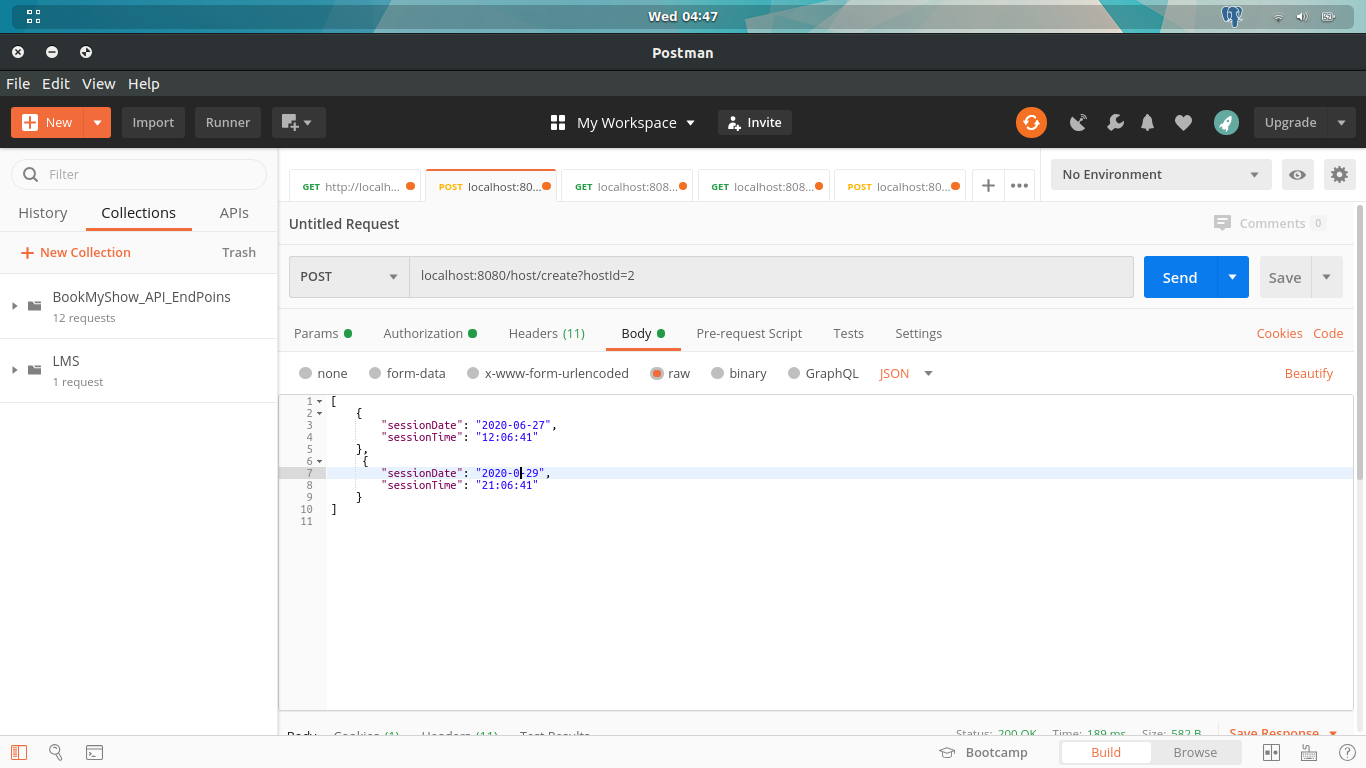 Wed 04:47
Postman
File Edit View Help
New Import Runner My Workspace Invite Upgrade
Filter
History Collections APIs
New Collection Trash
BookMyShow_API_EndPoins
12 requests
LMS
1 request
GET http://localh... POST localhost:80... GET localhost:808... GET localhost:808... POST localhost:80... + ••• No Environment
Untitled Request Comments 0
POST localhost:8080/host/create?hostId=2 Send Save
Params Authorization Headers (11) Body Pre-request Script Tests Settings Cookies Code
none form-data x-www-form-urlencoded raw binary GraphQL JSON Beautify
1 [
2 {
3 "sessionDate": "2020-06-27",
4 "sessionTime": "12:06:41"
5 },
6 {
7 "sessionDate": "2020-0-29",
8 "sessionTime": "21:06:41"
9 }
10 ]
11
Body Cookies (1) Headers (11) Test Results Status: 200 OK Time: 189 ms Size: 582 B Save Response
Bootcamp Build Browse